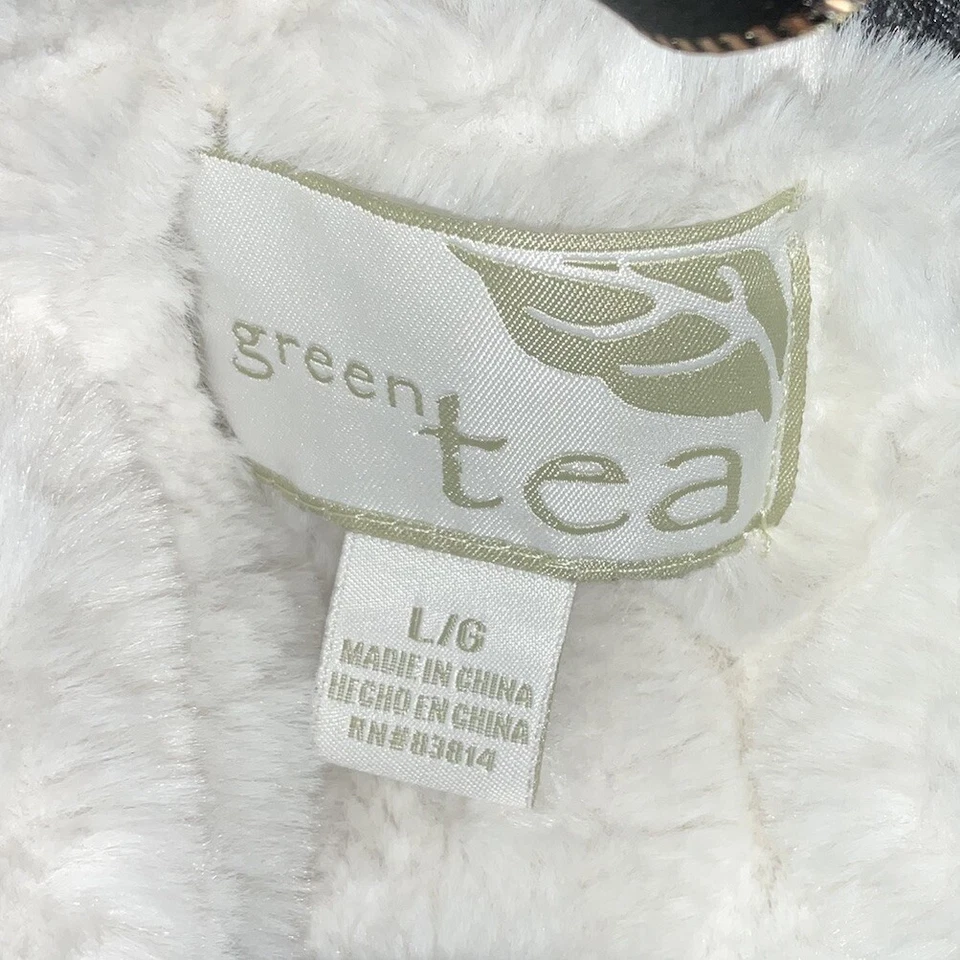 green
tea
L/G
MADE IN CHINA
HECHO EN CHINA
RN#83814